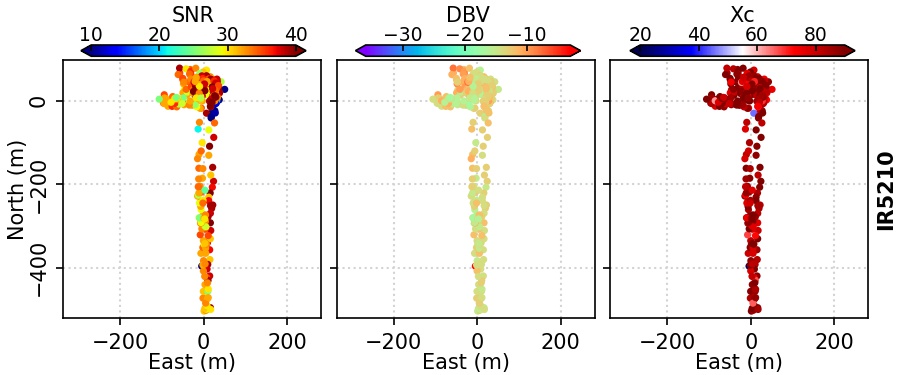 SNR
DBV
Xc
10 20 30 40
−30 −20 −10
20 40 60 80
North (m)
0
−200
−400
IR5210
−200 0 200
−200 0 200
−200 0 200
East (m)
East (m)
East (m)